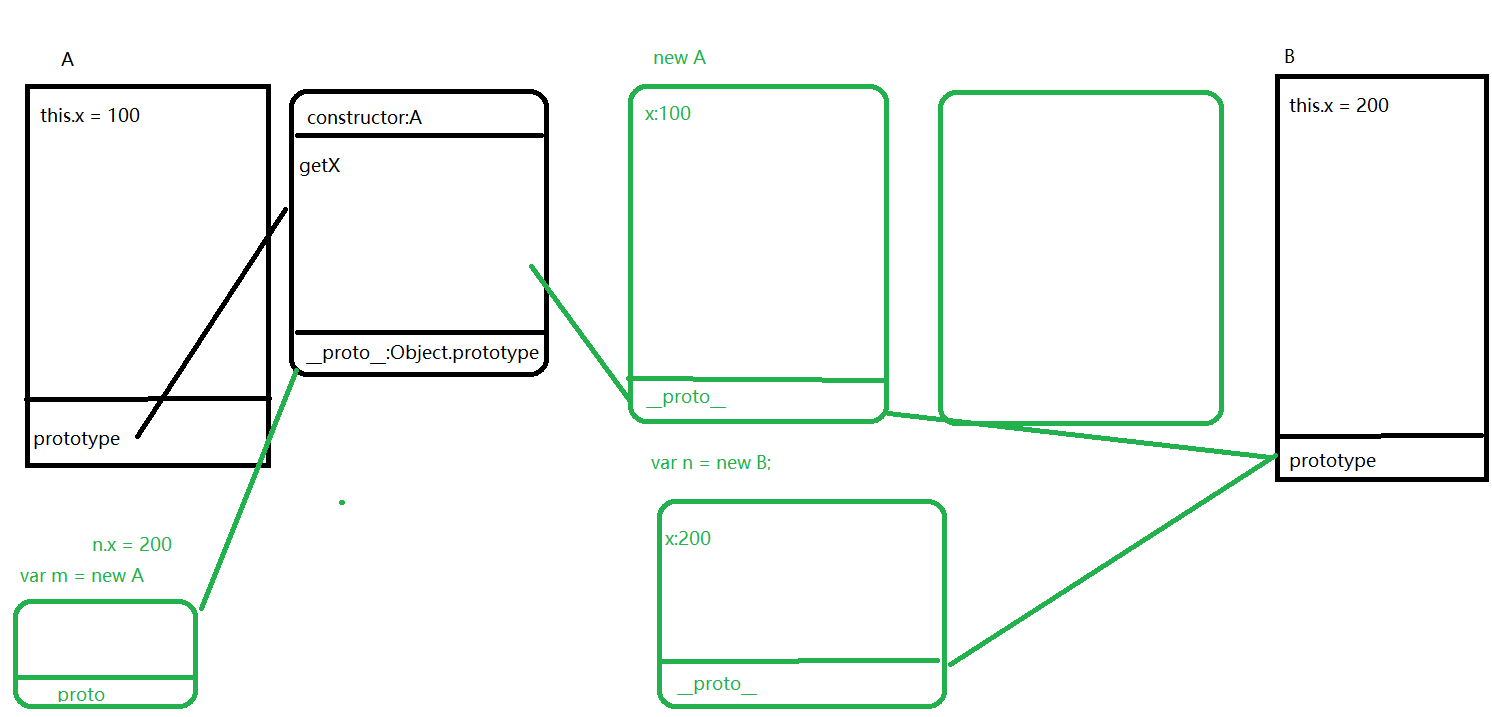 A
this.x = 100
prototype
constructor:A
getX
__proto__:Object.prototype
new A
x:100
__proto__
B
this.x = 200
prototype
var n = new B;
x:200
__proto__
n.x = 200
var m = new A
proto